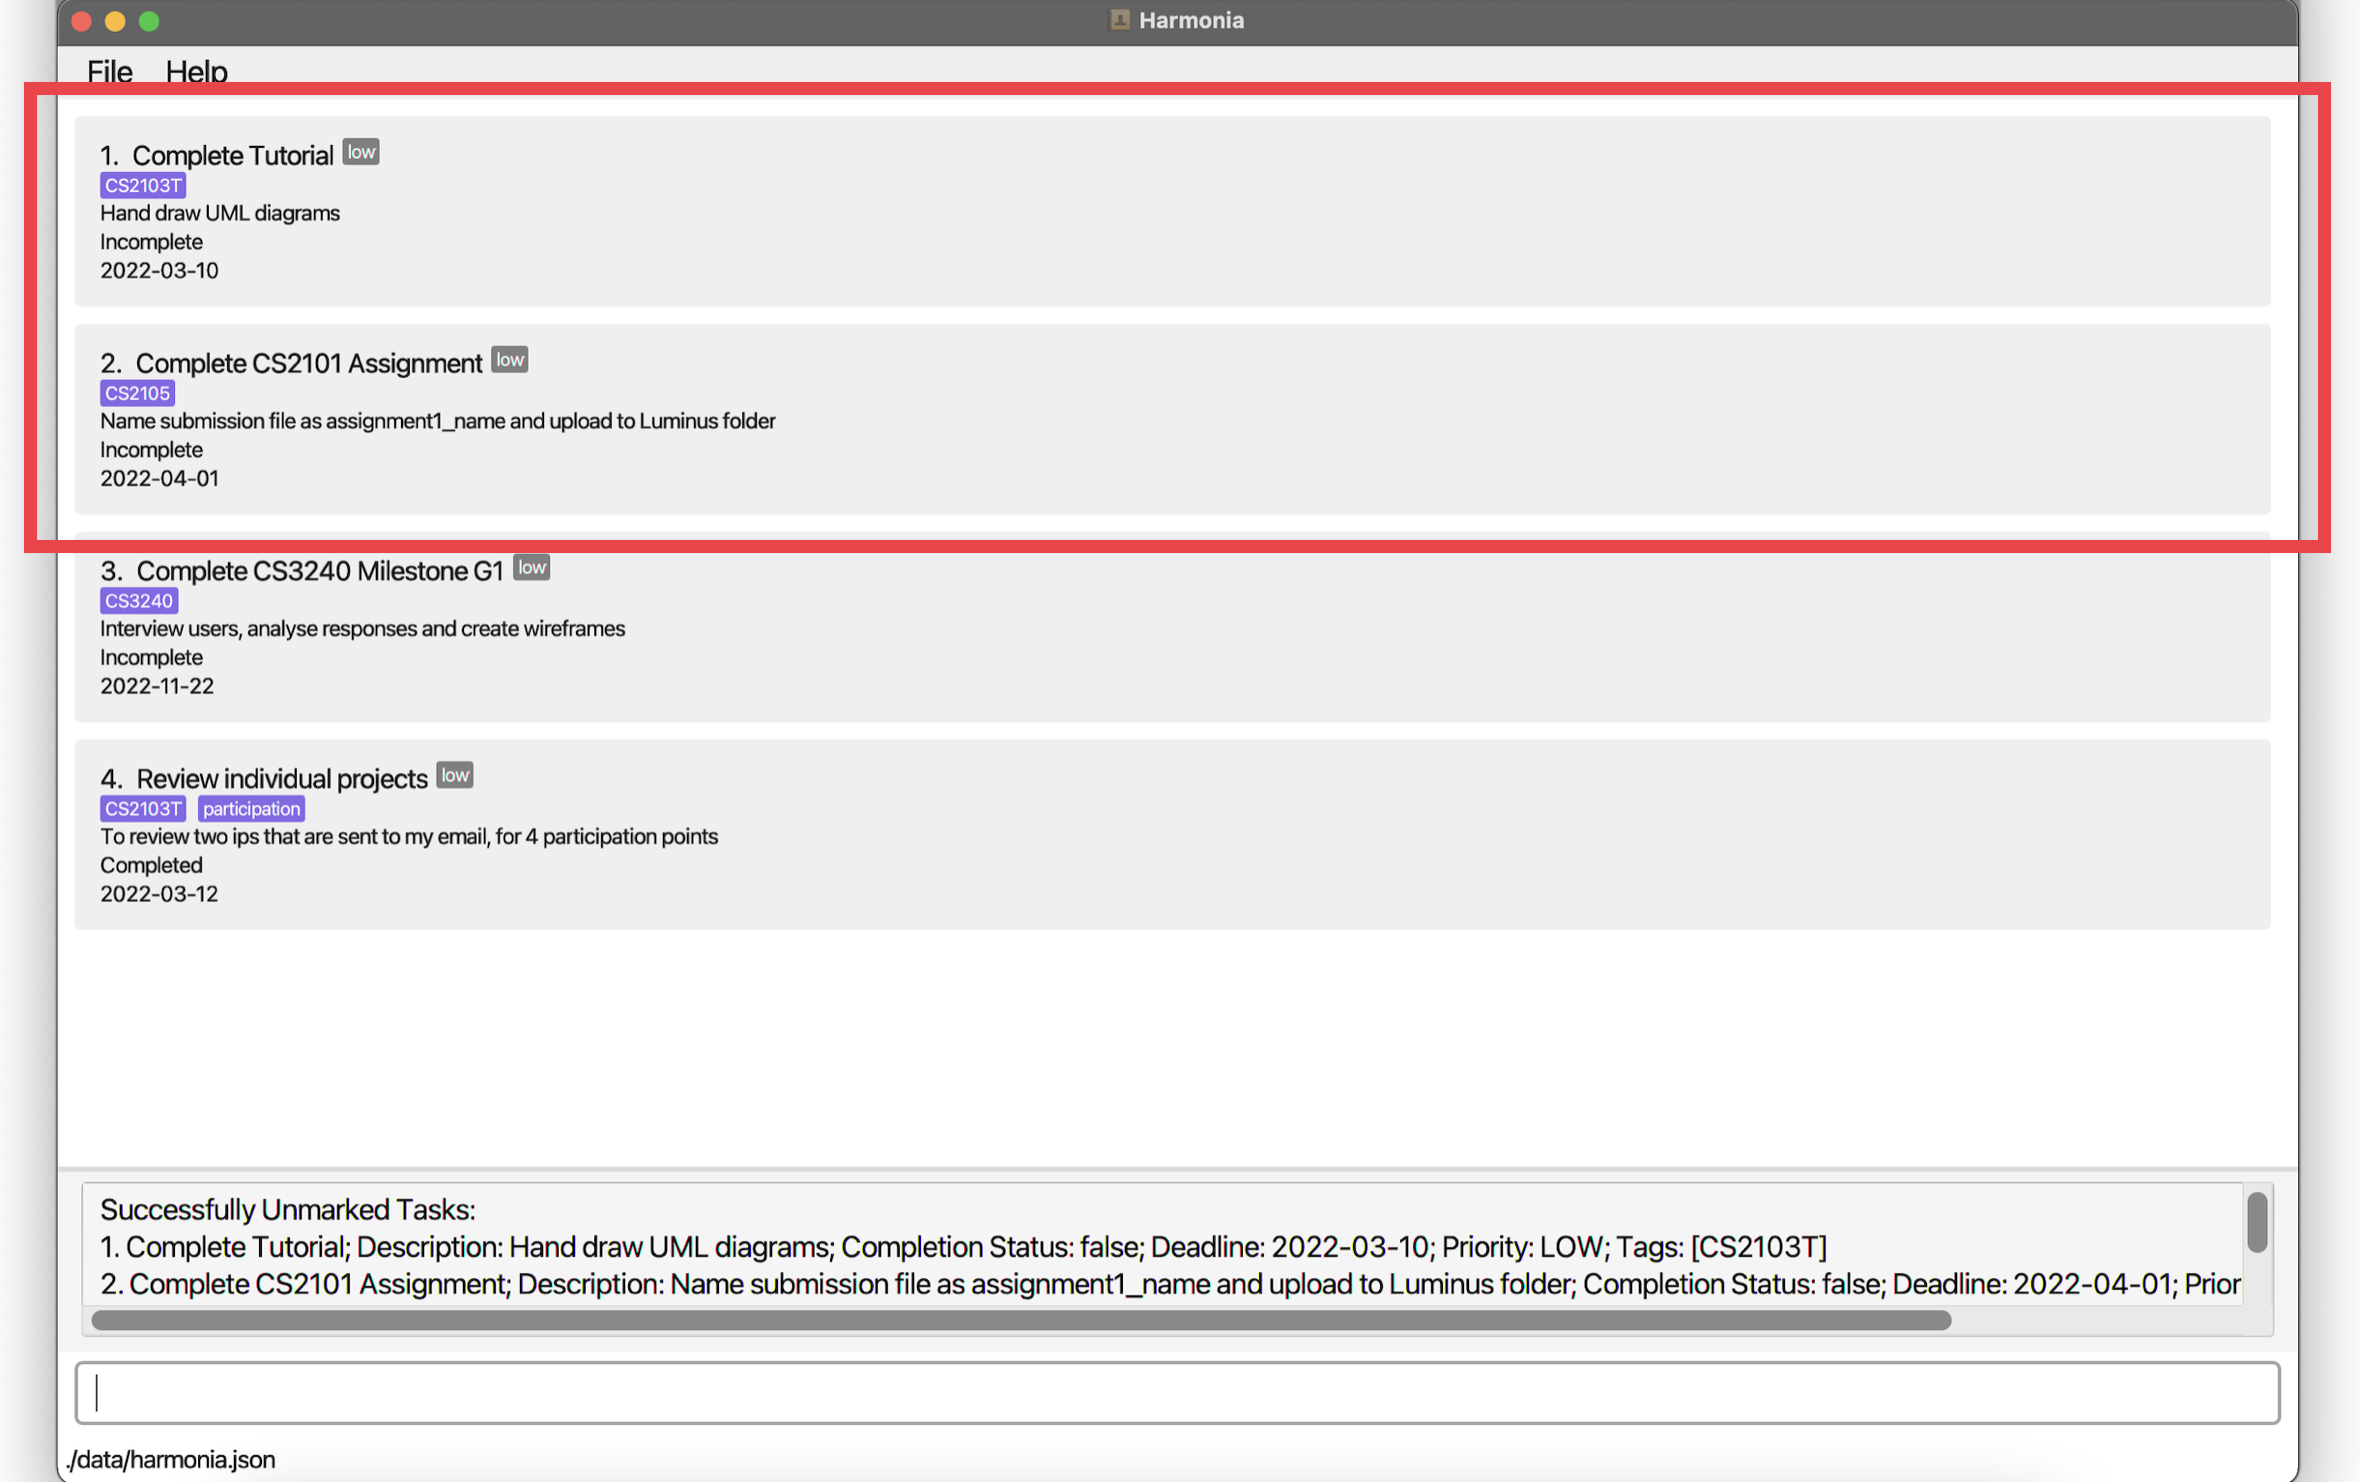 Harmonia
File Help
1. Complete Tutorial low
CS2103T
Hand draw UML diagrams
Incomplete
2022-03-10
2. Complete CS2101 Assignment low
CS2105
Name submission file as assignment1_name and upload to Luminus folder
Incomplete
2022-04-01
3. Complete CS3240 Milestone G1 low
CS3240
Interview users, analyse responses and create wireframes
Incomplete
2022-11-22
4. Review individual projects low
CS2103T participation
To review two ips that are sent to my email, for 4 participation points
Completed
2022-03-12
Successfully Unmarked Tasks:
1. Complete Tutorial; Description: Hand draw UML diagrams; Completion Status: false; Deadline: 2022-03-10; Priority: LOW; Tags: [CS2103T]
2. Complete CS2101 Assignment; Description: Name submission file as assignment1_name and upload to Luminus folder; Completion Status: false; Deadline: 2022-04-01; Prior
./data/harmonia.json